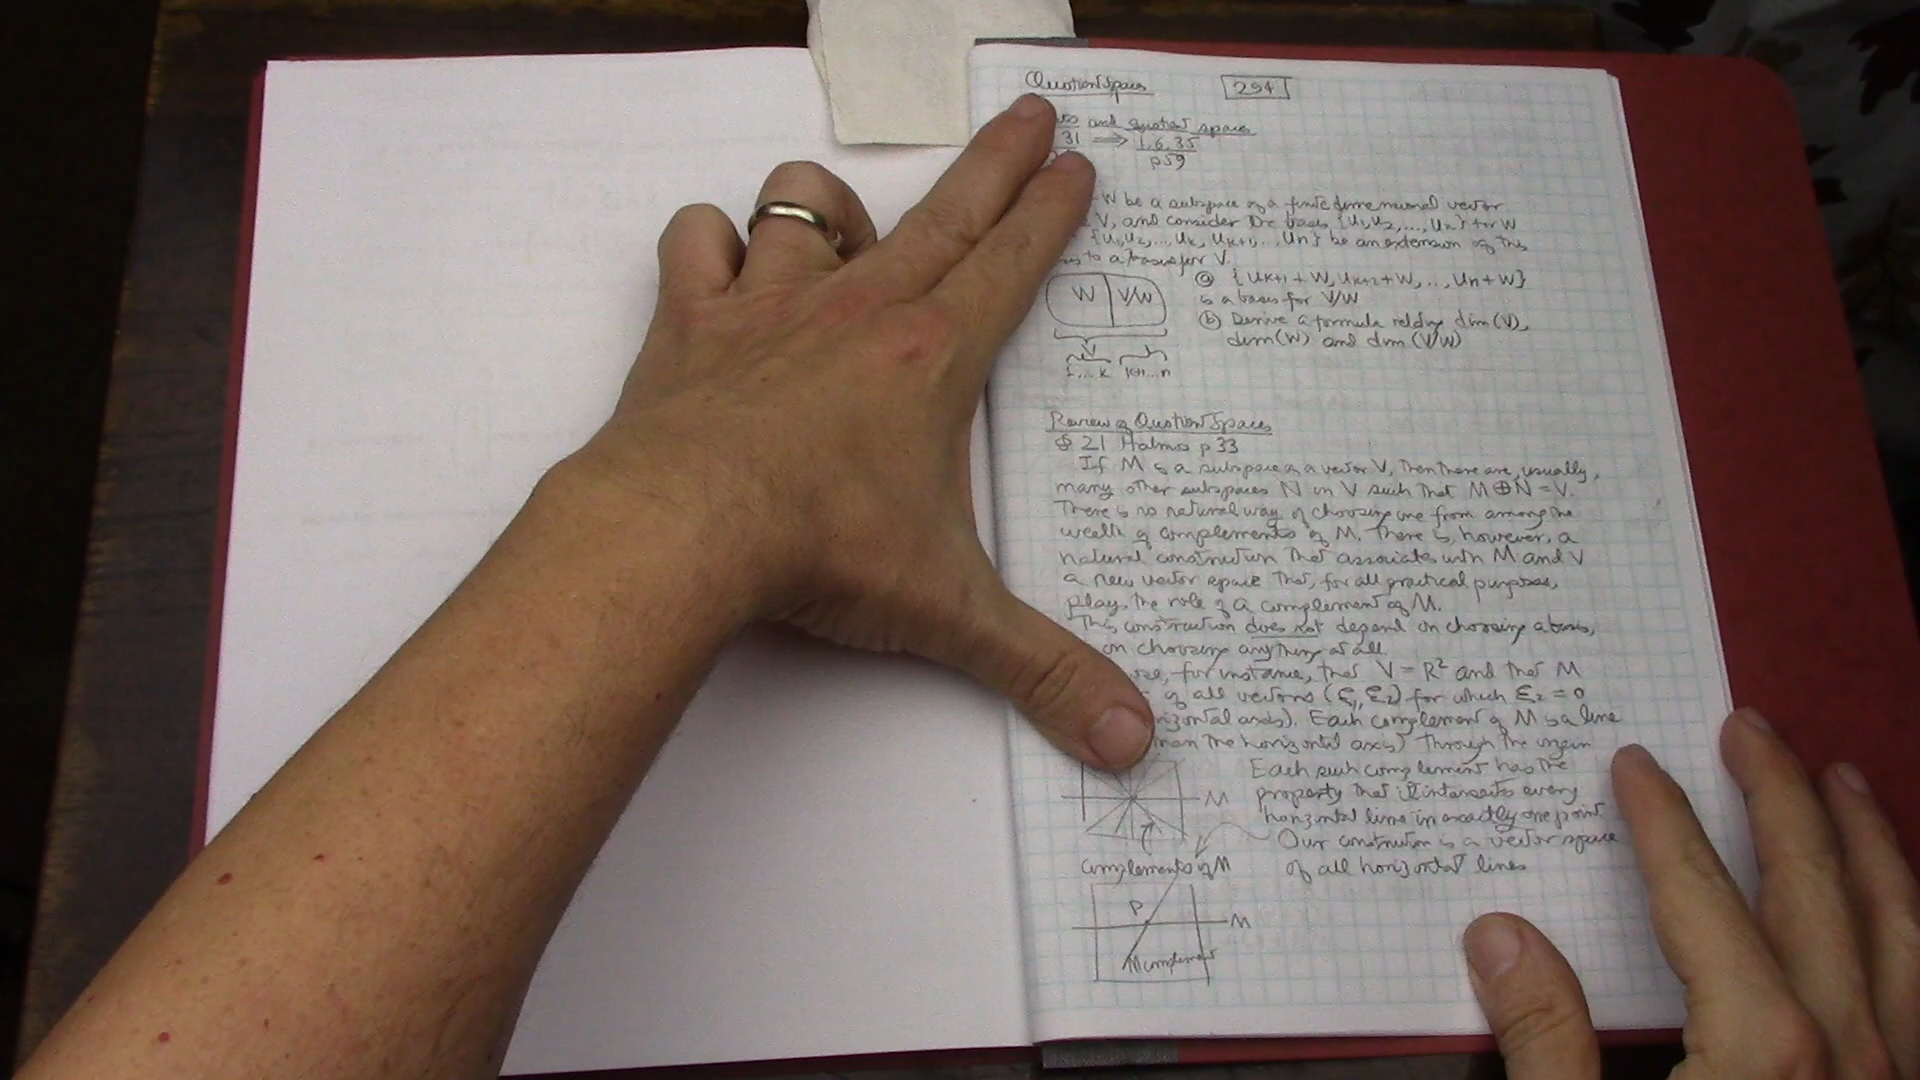 Quotient Spaces
294
and quotient spaces
31 ⟹ 1.6.35
p59
W be a subspace of a finite dimensional vector
V, and consider the basis {u1, u2, ..., uk} for W
{u1, u2, ..., uk, uk+1, ..., un} be an extension of this
to a basis for V.
(a) {uk+1 + W, uk+2 + W, ..., un + W}
is a basis for V/W
(b) Derive a formula relating dim(V),
dim(W) and dim(V/W)
W V/W
V
1,...k k+1...n
Review of Quotient Spaces
§ 21 Halmos p 33
If M is a subspace of a vector V, then there are, usually,
many other subspaces N in V such that M ⊕ N = V.
There is no natural way of choosing one from among the
wealth of complements of M. There is, however, a
natural construction that associates with M and V
a new vector space that, for all practical purposes,
plays the role of a complement of M.
This construction does not depend on choosing a basis,
on choosing anything at all.
for instance, that V = R² and that M
of all vectors (ξ1, ξ2) for which ξ2 = 0
horizontal axis). Each complement of M is a line
than the horizontal axis) through the origin
Each such complement has the
property that it intersects every
horizontal line in exactly one point
Our construction is a vector space
of all horizontal lines
M
complements of M
P
M
M complement